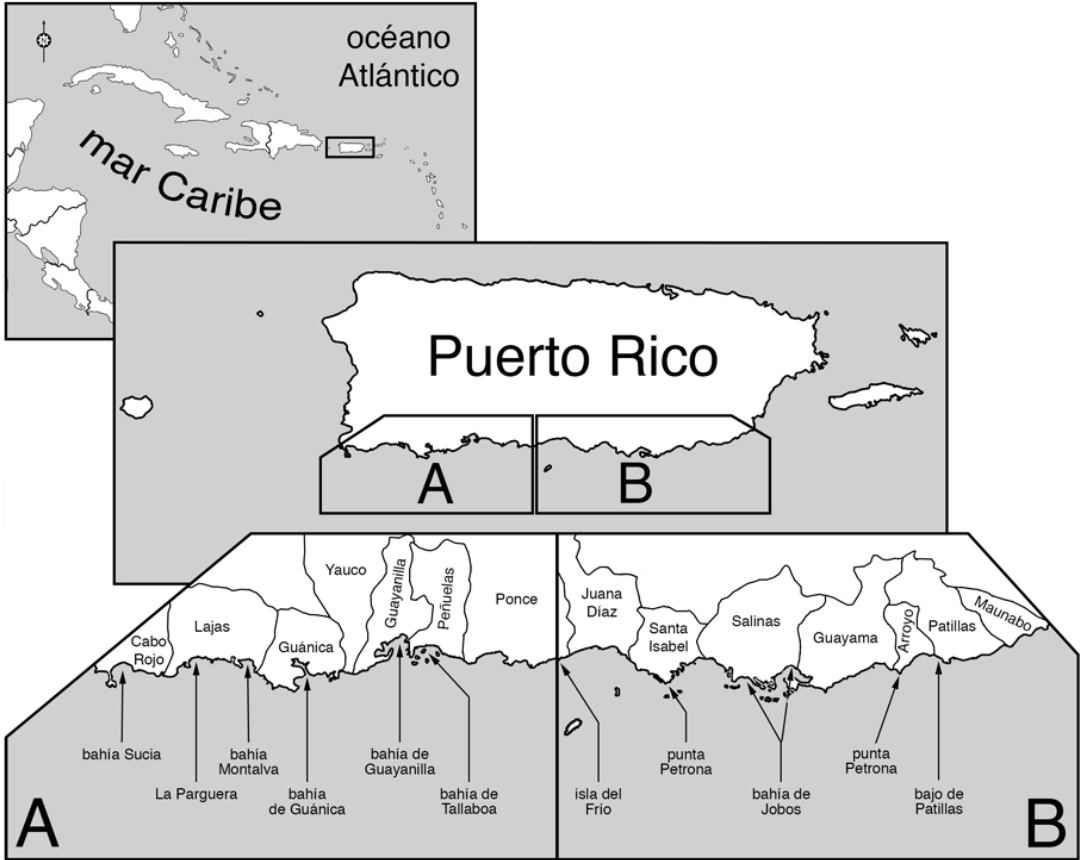 N
océano
Atlántico
mar Caribe
Puerto Rico
A
B
Cabo
Rojo
Lajas
Guánica
Yauco
Guayanilla
Peñuelas
Ponce
Juana
Díaz
Santa
Isabel
Salinas
Guayama
Arroyo
Patillas
Maunabo
bahía Sucia
La Parguera
bahía
Montalva
bahía
de Guánica
bahía de
Guayanilla
bahía de
Tallaboa
isla del
Frío
punta
Petrona
bahía de
Jobos
punta
Petrona
bajo de
Patillas
A
B